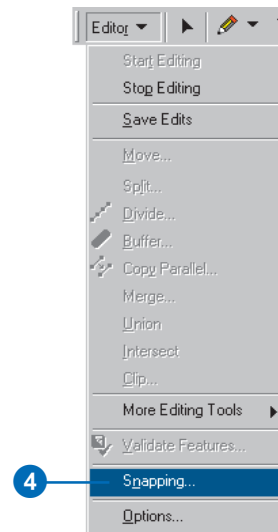 Editor
Start Editing
Stop Editing
Save Edits
Move...
Split...
Divide...
Buffer...
Copy Parallel...
Merge...
Union
Intersect
Clip...
More Editing Tools
Validate Features...
4 Snapping...
Options...